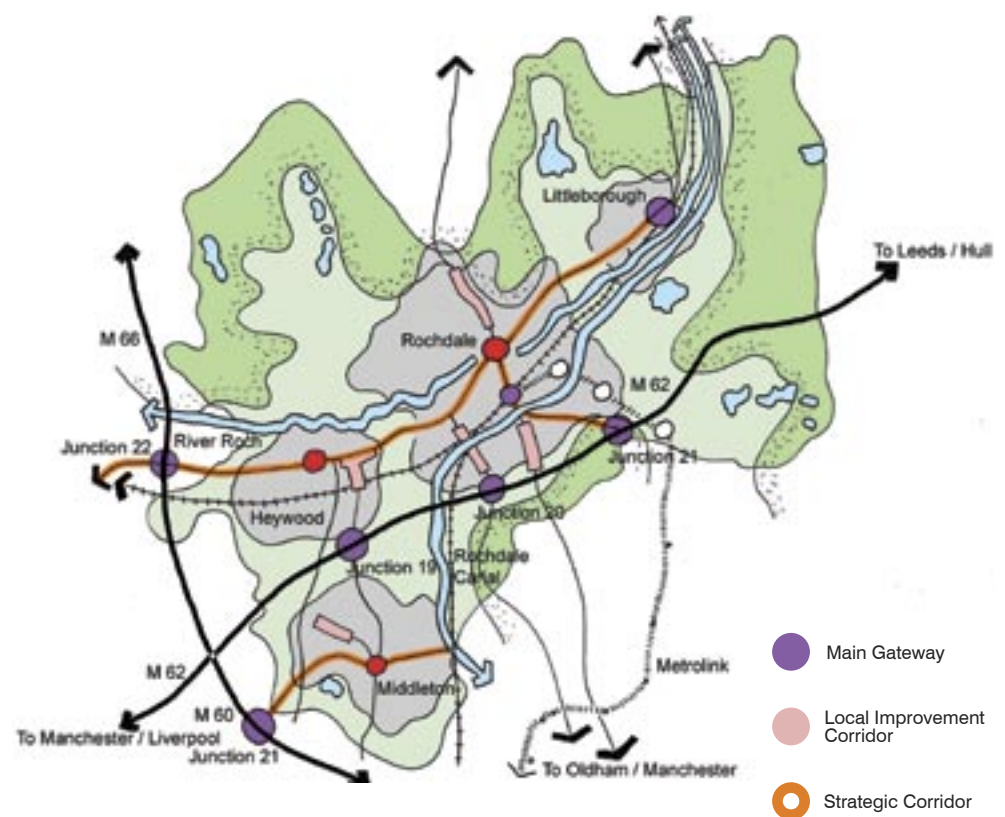 Littleborough
To Leeds / Hull
M 66
Rochdale
M 62
Junction 22
River Roch
Junction 21
Heywood
Junction 20
Junction 19
Rochdale
Canal
M 62
Middleton
Metrolink
M 60
To Manchester / Liverpool
Junction 21
To Oldham / Manchester
Main Gateway
Local Improvement
Corridor
Strategic Corridor